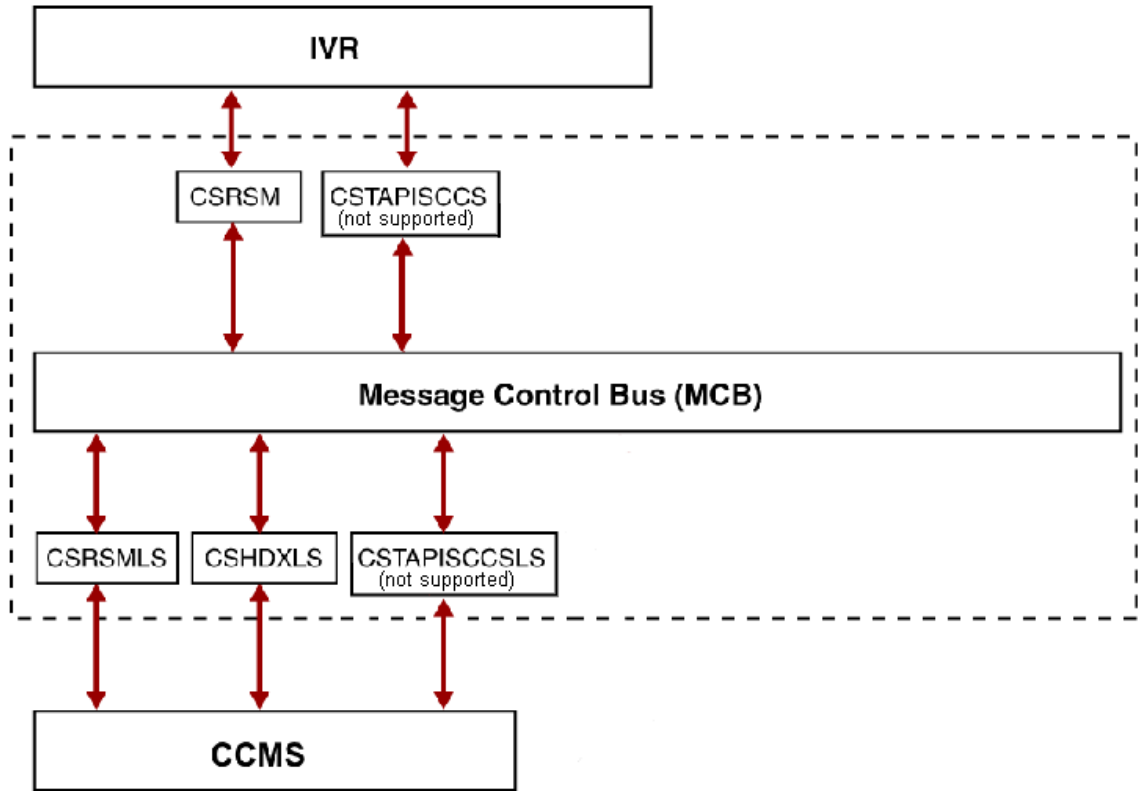 IVR
CSRSM
CSTAPISCCS
(not supported)
Message Control Bus (MCB)
CSRSMLS
CSHDXLS
CSTAPISCCSLS
(not supported)
CCMS